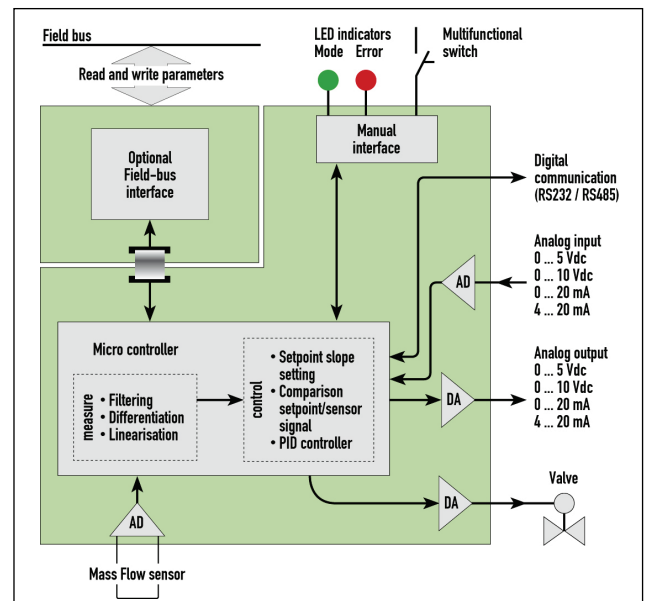 Field bus
Read and write parameters
LED indicators
Mode Error
Multifunctional
switch
Manual
interface
Optional
Field-bus
interface
Digital
communication
(RS232 / RS485)
Analog input
0 ... 5 Vdc
0 ... 10 Vdc
0 ... 20 mA
4 ... 20 mA
AD
Micro controller
measure
• Filtering
• Differentiation
• Linearisation
control
• Setpoint slope
setting
• Comparison
setpoint/sensor
signal
• PID controller
DA
Analog output
0 ... 5 Vdc
0 ... 10 Vdc
0 ... 20 mA
4 ... 20 mA
DA
Valve
AD
Mass Flow sensor